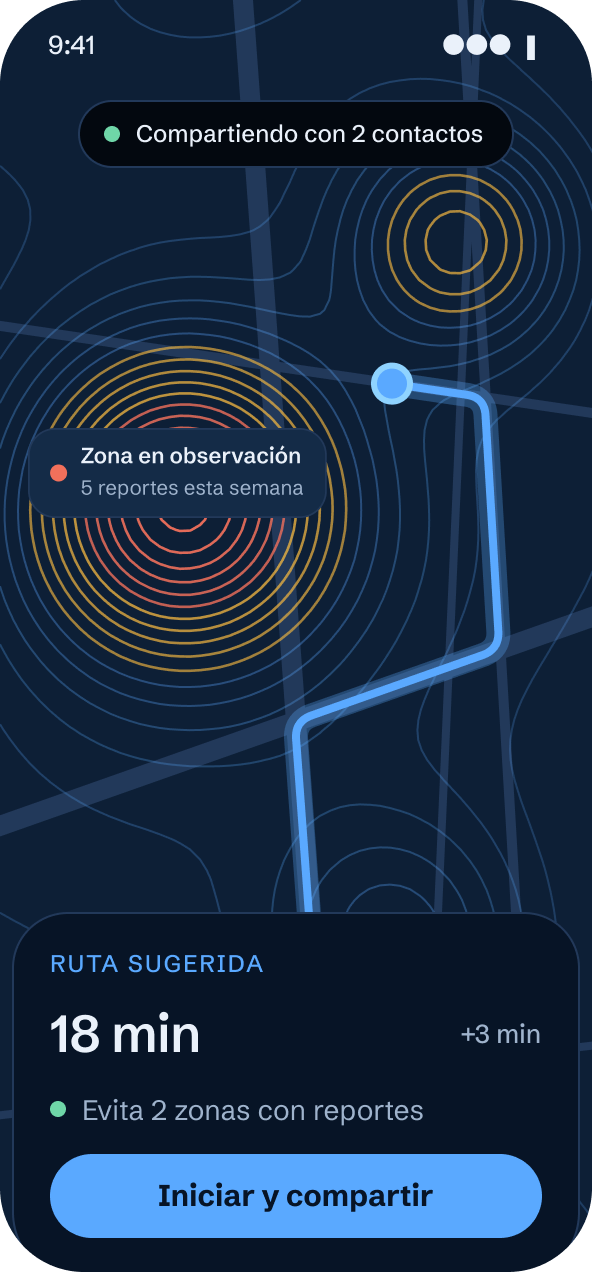 9:41
Compartiendo con 2 contactos
Zona en observación
5 reportes esta semana
RUTA SUGERIDA
18 min
+3 min
Evita 2 zonas con reportes
Iniciar y compartir